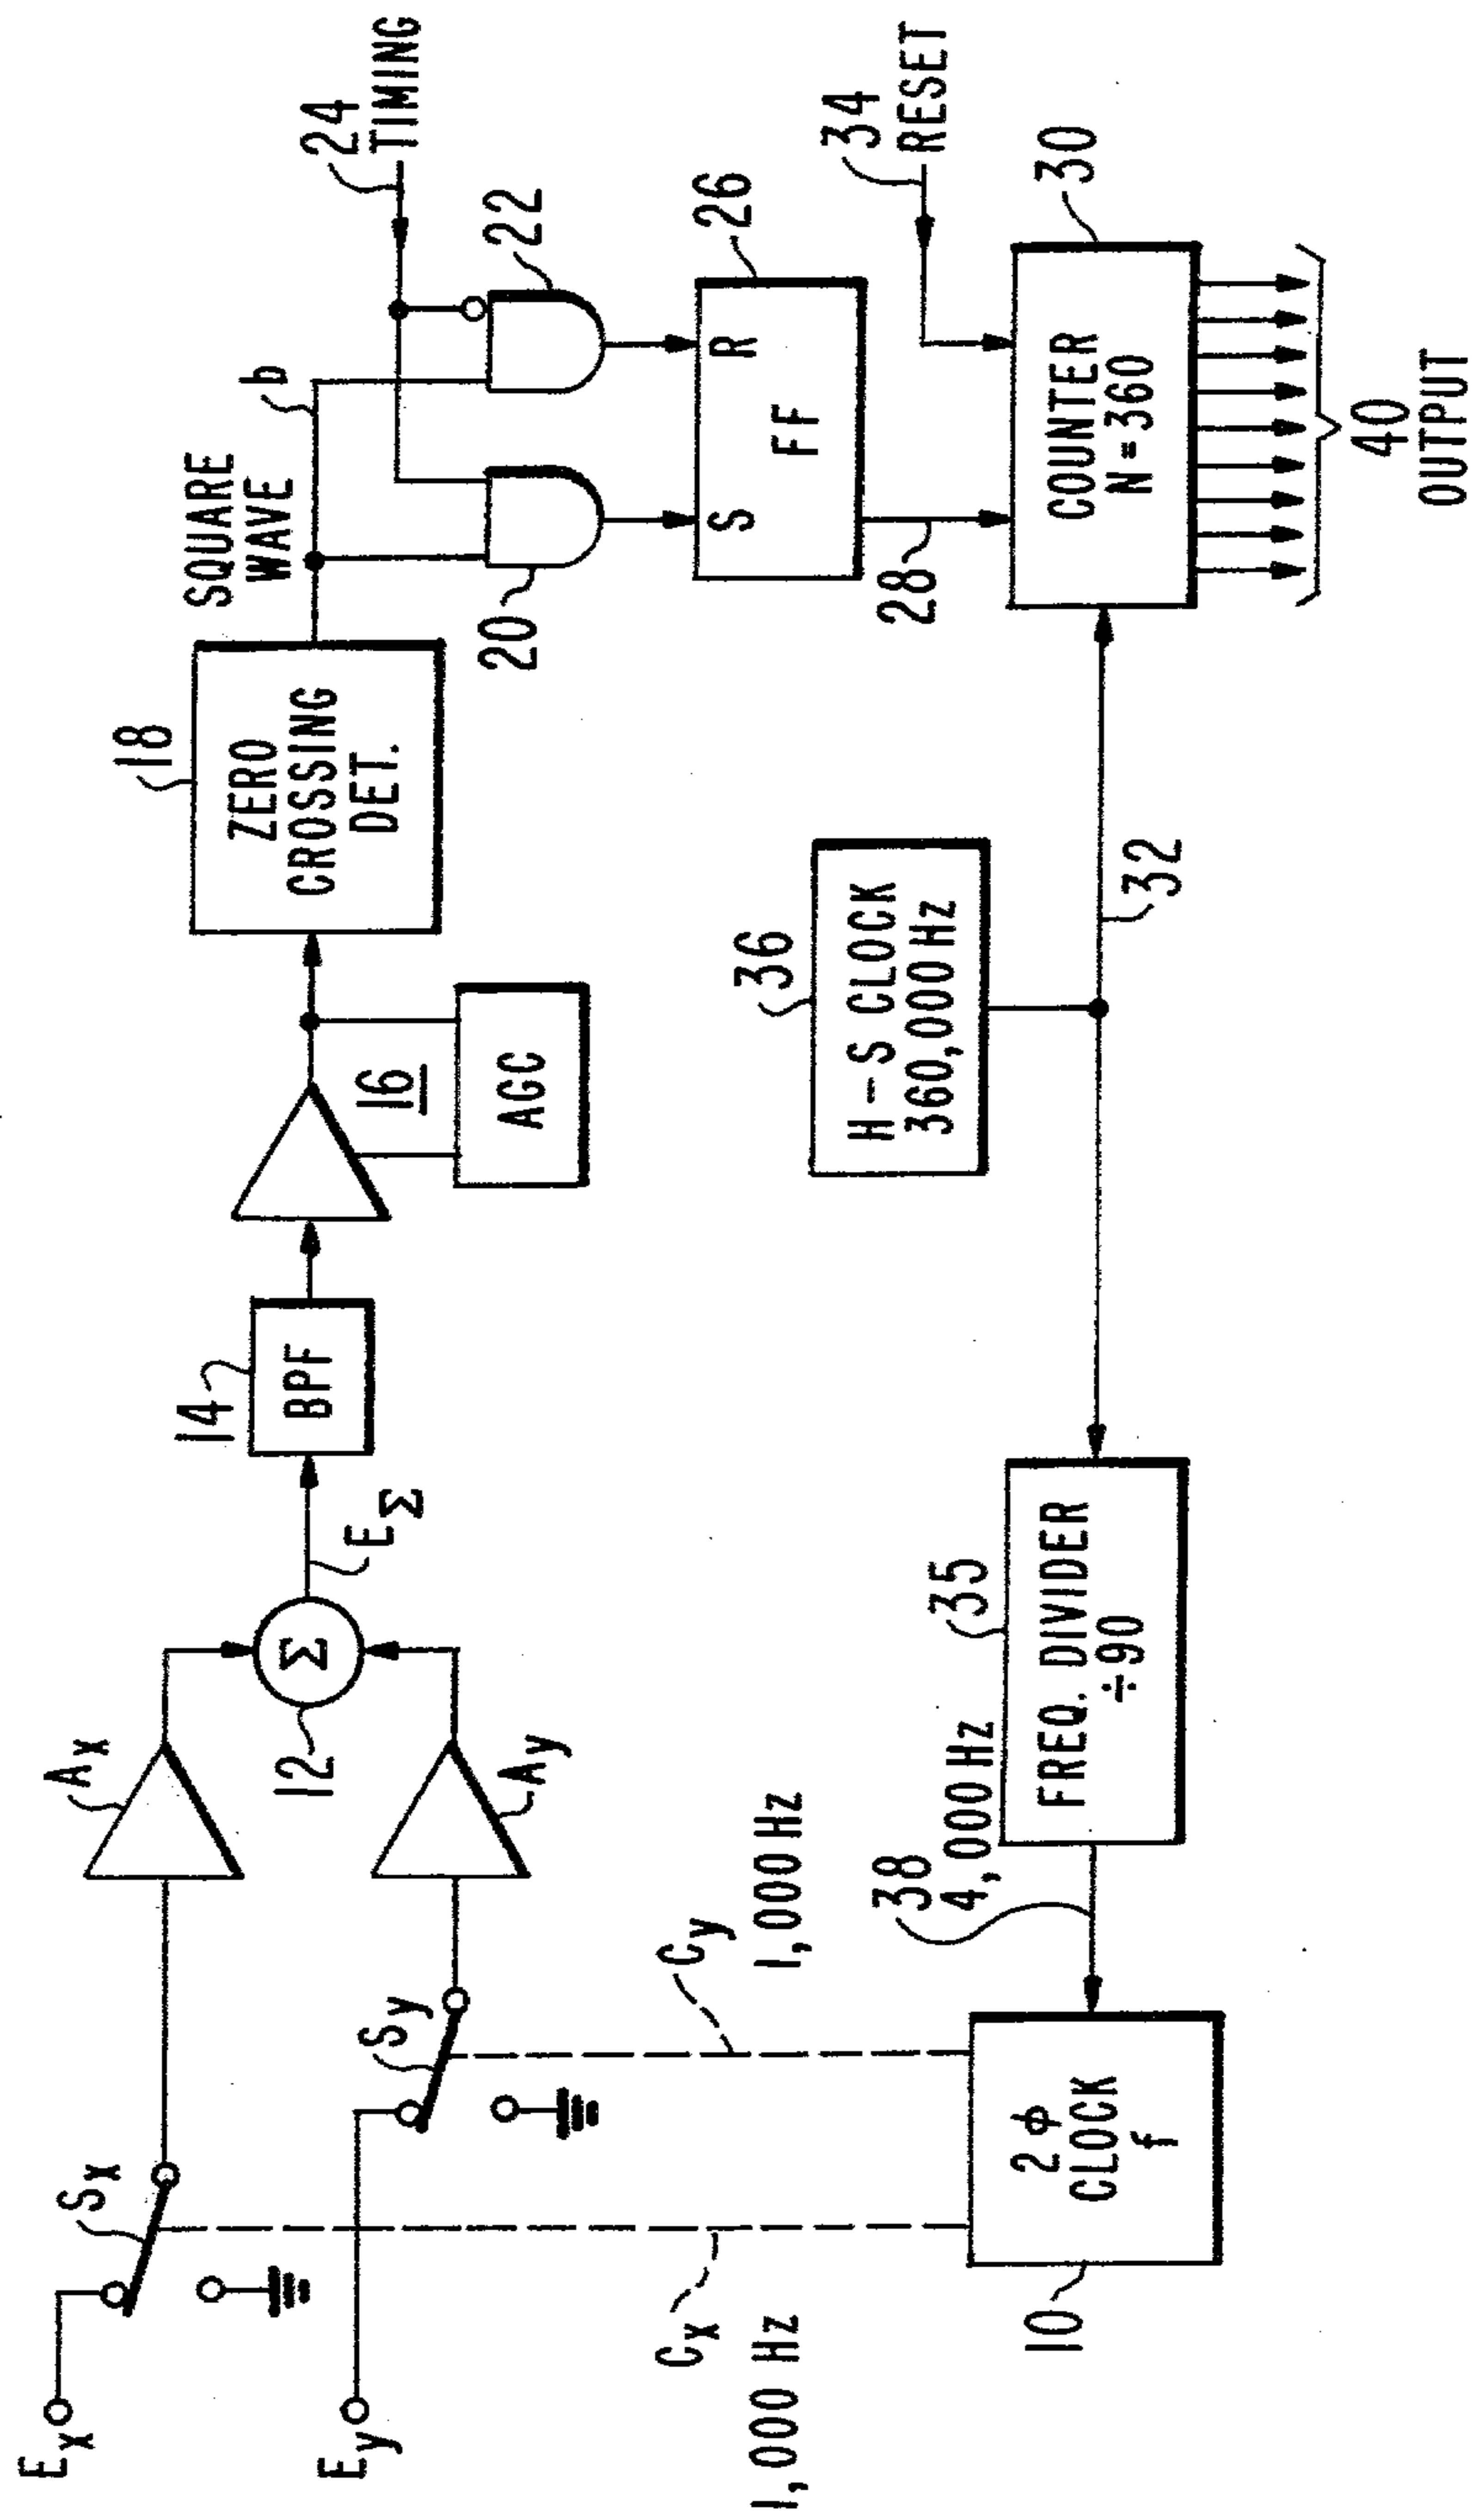 Ex
Sx
Ax
Ey
Sy
Ay
12
Σ
EΣ
14
BPF
16
AGC
18
ZERO
CROSSING
DET.
SQUARE
WAVE
b
24
TIMING
20
22
26
S
R
FF
28
34
RESET
30
COUNTER
N = 360
40
OUTPUT
36
H-S CLOCK
360,000 Hz
32
35
FREQ. DIVIDER
÷90
38
4,000 Hz
Cy
1,000 Hz
Cx
1,000 Hz
10
2 ϕ
CLOCK
f